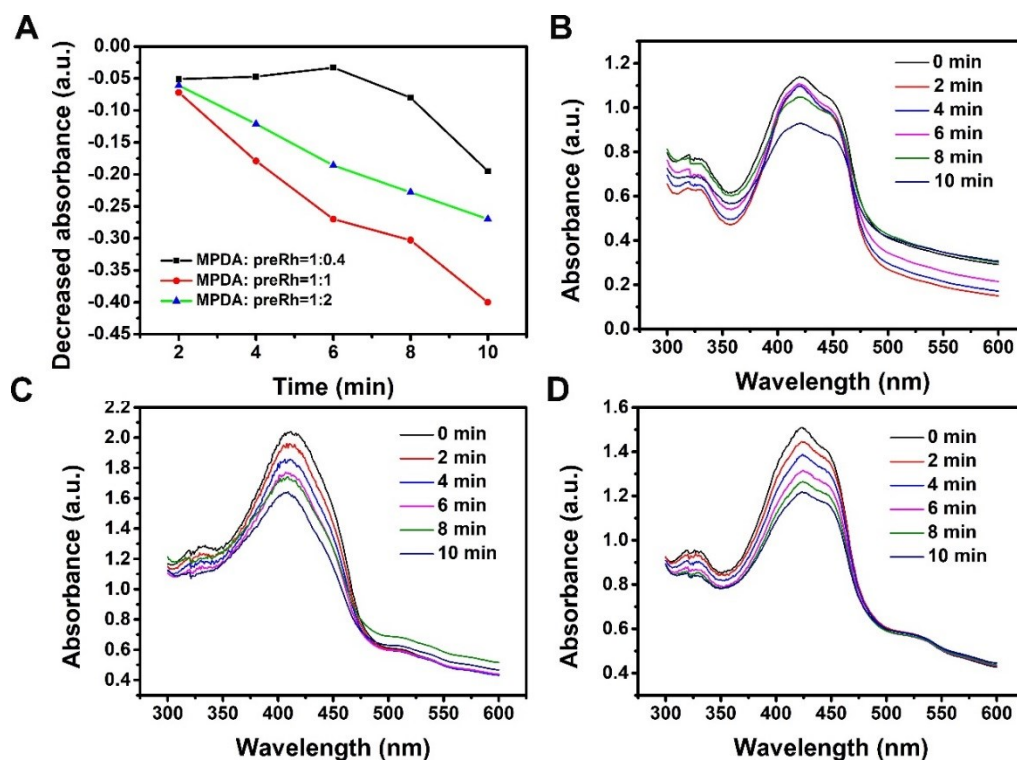 A
Decreased absorbance (a.u.)
0.00
-0.05
-0.10
-0.15
-0.20
-0.25
-0.30
-0.35
-0.40
-0.45
MPDA: preRh=1:0.4
MPDA: preRh=1:1
MPDA: preRh=1:2
2 4 6 8 10
Time (min)
B
Absorbance (a.u.)
1.2
1.0
0.8
0.6
0.4
0.2
0.0
0 min
2 min
4 min
6 min
8 min
10 min
300 350 400 450 500 550 600
Wavelength (nm)
C
Absorbance (a.u.)
2.2
2.0
1.8
1.6
1.4
1.2
1.0
0.8
0.6
0.4
0 min
2 min
4 min
6 min
8 min
10 min
300 350 400 450 500 550 600
Wavelength (nm)
D
Absorbance (a.u.)
1.6
1.4
1.2
1.0
0.8
0.6
0.4
0 min
2 min
4 min
6 min
8 min
10 min
300 350 400 450 500 550 600
Wavelength (nm)